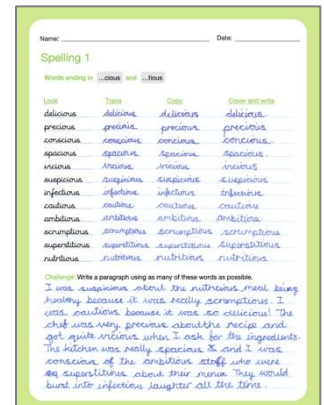 Name: Date:
Spelling 1
Words ending in ...cious and ...tious
Look Trace Copy Cover and write
delicious delicious delicious delicious.
precious precious precious precious
conscious conscious concious concious.
spacious spacious spacious spacious.
vicious vicious vicious vicious
suspicious suspicious suspicious suspicious
infectious infectious infectious infectious.
cautious cautious cautious cautious
ambitious ambitious ambitious ambitious.
scrumptious scrumptious scrumptious scrumptious
superstitious superstitious superstitious superstitious
nutritious nutritious nutritious nutritious.
Challenge: Write a paragraph using as many of these words as possible.
I was suspicious about the nutricious meal being
healthy because it was really scromptious. I
was cautious because it was so delicious! The
chef was very precious about the recipe and
got quite vicious when I ask for the ingredients.
The kitchen was really spacious and I was
conscious of the ambitious staff who were
superstitious about their menus They would
burst into infectious laughter all the time.